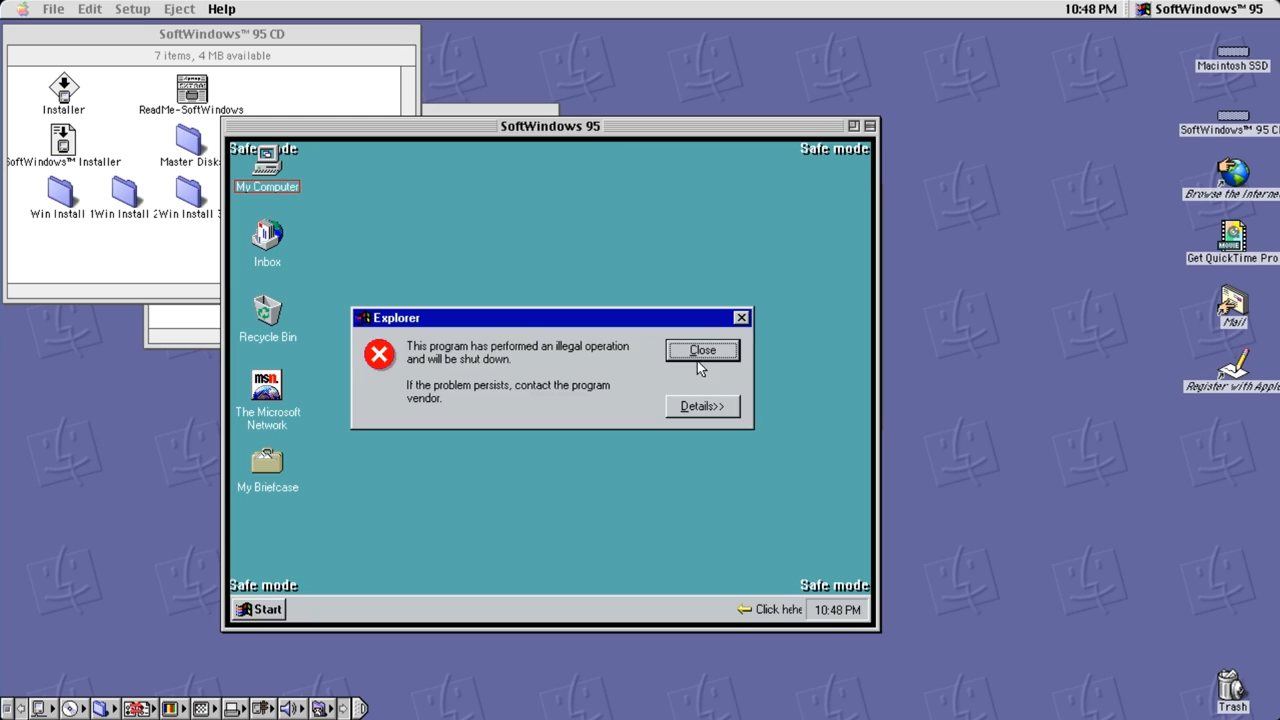 File Edit Setup Eject Help
10:48 PM
SoftWindows™ 95
SoftWindows™ 95 CD
7 items, 4 MB available
Installer
ReadMe-SoftWindows
SoftWindows™ Installer
Master Disk
Win Install 1
Win Install 2
Win Install 3
SoftWindows 95
Safe mode
Safe mode
My Computer
Inbox
Recycle Bin
The Microsoft
Network
My Briefcase
Explorer
This program has performed an illegal operation
and will be shut down.
If the problem persists, contact the program
vendor.
Close
Details>>
msn
Safe mode
Safe mode
Start
Click here
10:48 PM
Macintosh SSD
SoftWindows™ 95 C
Browse the Interne
MORE
Get QuickTime Pro
Mail
Register with Apple
Trash